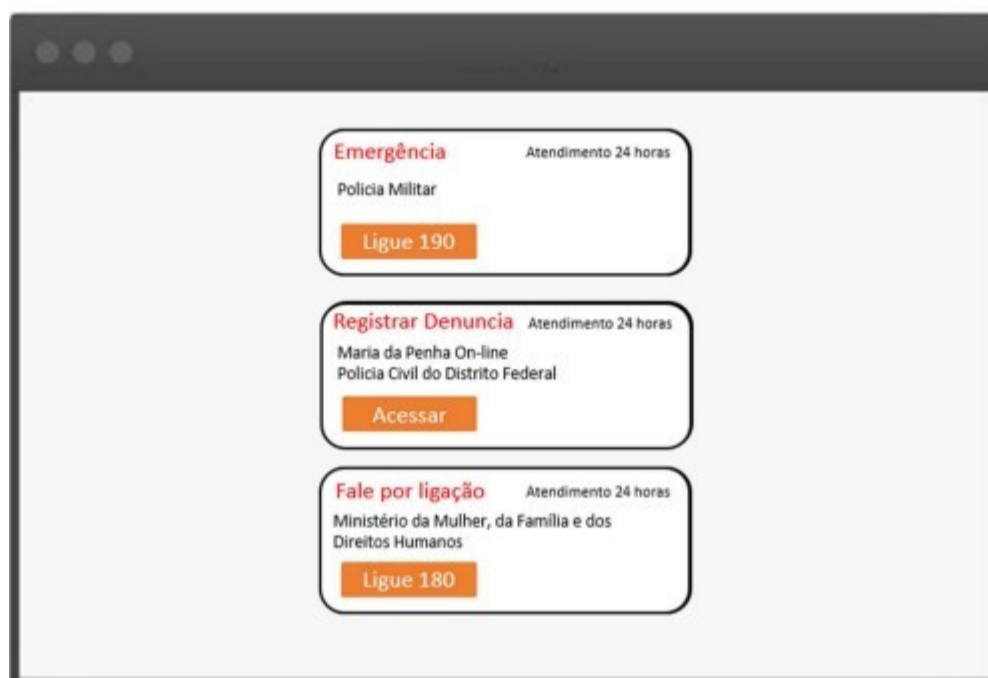 Emergência Atendimento 24 horas
Policia Militar
Ligue 190
Registrar Denuncia Atendimento 24 horas
Maria da Penha On-line
Policia Civil do Distrito Federal
Acessar
Fale por ligação Atendimento 24 horas
Ministério da Mulher, da Família e dos
Direitos Humanos
Ligue 180